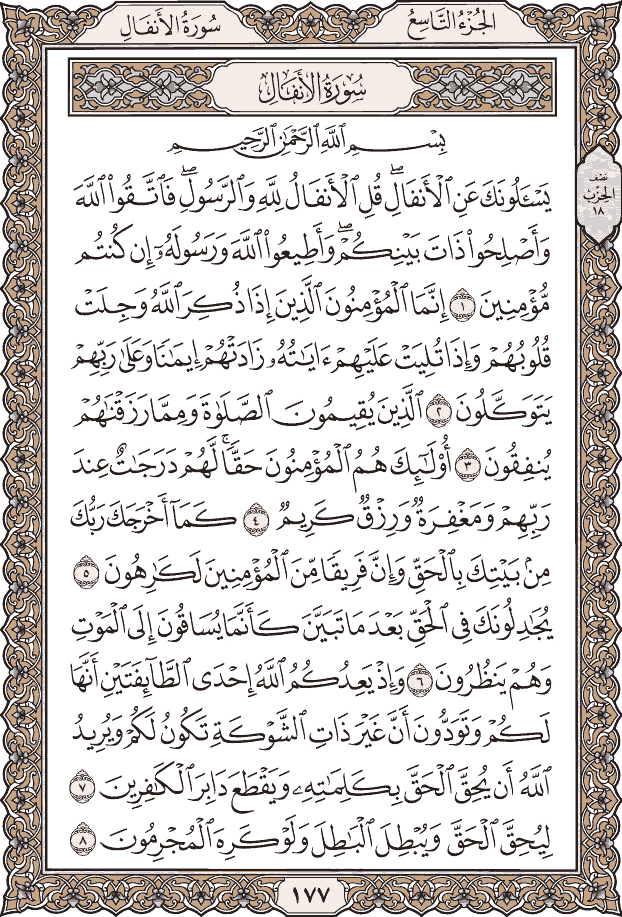 الجُزْءُ التَّاسِعُ
سُورَةُ الأَنفَالِ
سُورَةُ الأَنفَالِ
بِسْمِ ٱللَّهِ ٱلرَّحْمَٰنِ ٱلرَّحِيمِ
يَسْـَٔلُونَكَ عَنِ ٱلْأَنفَالِۖ قُلِ ٱلْأَنفَالُ لِلَّهِ وَٱلرَّسُولِۖ فَٱتَّقُوا۟ ٱللَّهَ
وَأَصْلِحُوا۟ ذَاتَ بَيْنِكُمْۖ وَأَطِيعُوا۟ ٱللَّهَ وَرَسُولَهُۥٓ إِن كُنتُم
مُّؤْمِنِينَ ١ إِنَّمَا ٱلْمُؤْمِنُونَ ٱلَّذِينَ إِذَا ذُكِرَ ٱللَّهُ وَجِلَتْ
قُلُوبُهُمْ وَإِذَا تُلِيَتْ عَلَيْهِمْ ءَايَٰتُهُۥ زَادَتْهُمْ إِيمَٰنًا وَعَلَىٰ رَبِّهِمْ
يَتَوَكَّلُونَ ٢ ٱلَّذِينَ يُقِيمُونَ ٱلصَّلَوٰةَ وَمِمَّا رَزَقْنَٰهُمْ
يُنفِقُونَ ٣ أُو۟لَٰٓئِكَ هُمُ ٱلْمُؤْمِنُونَ حَقًّاۚ لَّهُمْ دَرَجَٰتٌ عِندَ
رَبِّهِمْ وَمَغْفِرَةٌ وَرِزْقٌ كَرِيمٌ ٤ كَمَآ أَخْرَجَكَ رَبُّكَ
مِنۢ بَيْتِكَ بِٱلْحَقِّ وَإِنَّ فَرِيقًا مِّنَ ٱلْمُؤْمِنِينَ لَكَٰرِهُونَ ٥
يُجَٰدِلُونَكَ فِى ٱلْحَقِّ بَعْدَ مَا تَبَيَّنَ كَأَنَّمَا يُسَاقُونَ إِلَى ٱلْمَوْتِ
وَهُمْ يَنظُرُونَ ٦ وَإِذْ يَعِدُكُمُ ٱللَّهُ إِحْدَى ٱلطَّآئِفَتَيْنِ أَنَّهَا
لَكُمْ وَتَوَدُّونَ أَنَّ غَيْرَ ذَاتِ ٱلشَّوْكَةِ تَكُونُ لَكُمْ وَيُرِيدُ
ٱللَّهُ أَن يُحِقَّ ٱلْحَقَّ بِكَلِمَٰتِهِۦ وَيَقْطَعَ دَابِرَ ٱلْكَٰفِرِينَ ٧
لِيُحِقَّ ٱلْحَقَّ وَيُبْطِلَ ٱلْبَٰطِلَ وَلَوْ كَرِهَ ٱلْمُجْرِمُونَ ٨
نصف
الحزب
١٨
١٧٧